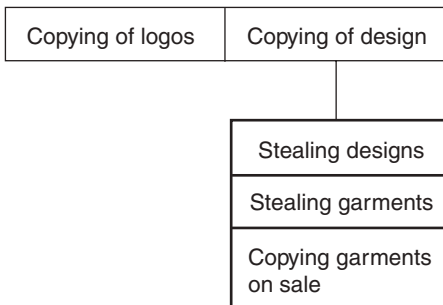 Copying of logos
Copying of design
Stealing designs
Stealing garments
Copying garments
on sale